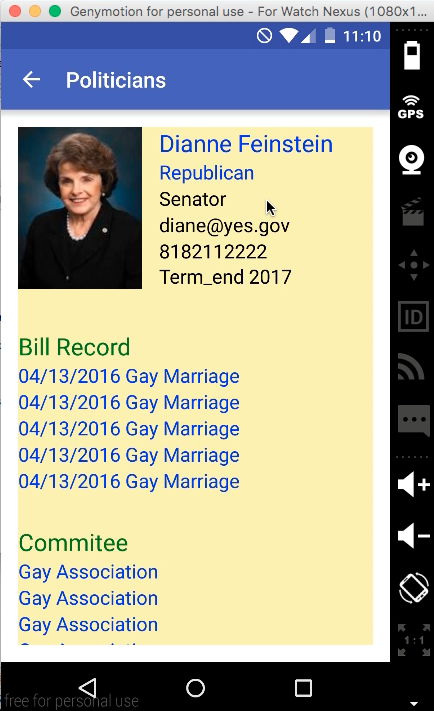 Genymotion for personal use - For Watch Nexus (1080x1...
11:10
Politicians
Dianne Feinstein
Republican
Senator
diane@yes.gov
8182112222
Term_end 2017
Bill Record
04/13/2016 Gay Marriage
04/13/2016 Gay Marriage
04/13/2016 Gay Marriage
04/13/2016 Gay Marriage
04/13/2016 Gay Marriage
Commitee
Gay Association
Gay Association
Gay Association
GPS
ID
1:1
free for personal use